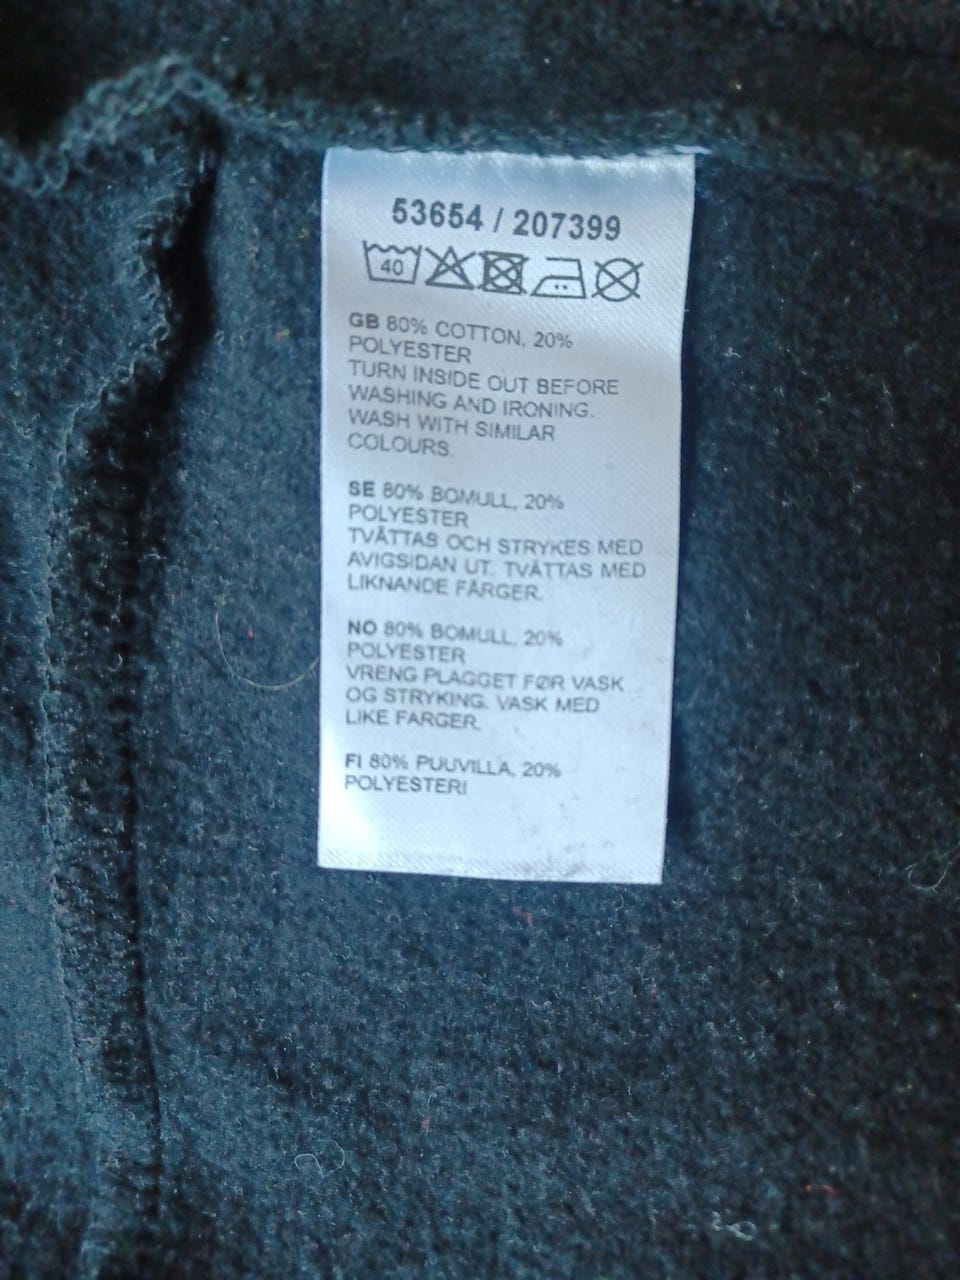 53654 / 207399
40
GB 80% COTTON, 20%
POLYESTER
TURN INSIDE OUT BEFORE
WASHING AND IRONING.
WASH WITH SIMILAR
COLOURS.
SE 80% BOMULL, 20%
POLYESTER
TVÄTTAS OCH STRYKES MED
AVIGSIDAN UT. TVÄTTAS MED
LIKNANDE FÄRGER.
NO 80% BOMULL, 20%
POLYESTER
VRENG PLAGGET FØR VASK
OG STRYKING. VASK MED
LIKE FARGER.
FI 80% PUUVILLA, 20%
POLYESTERI